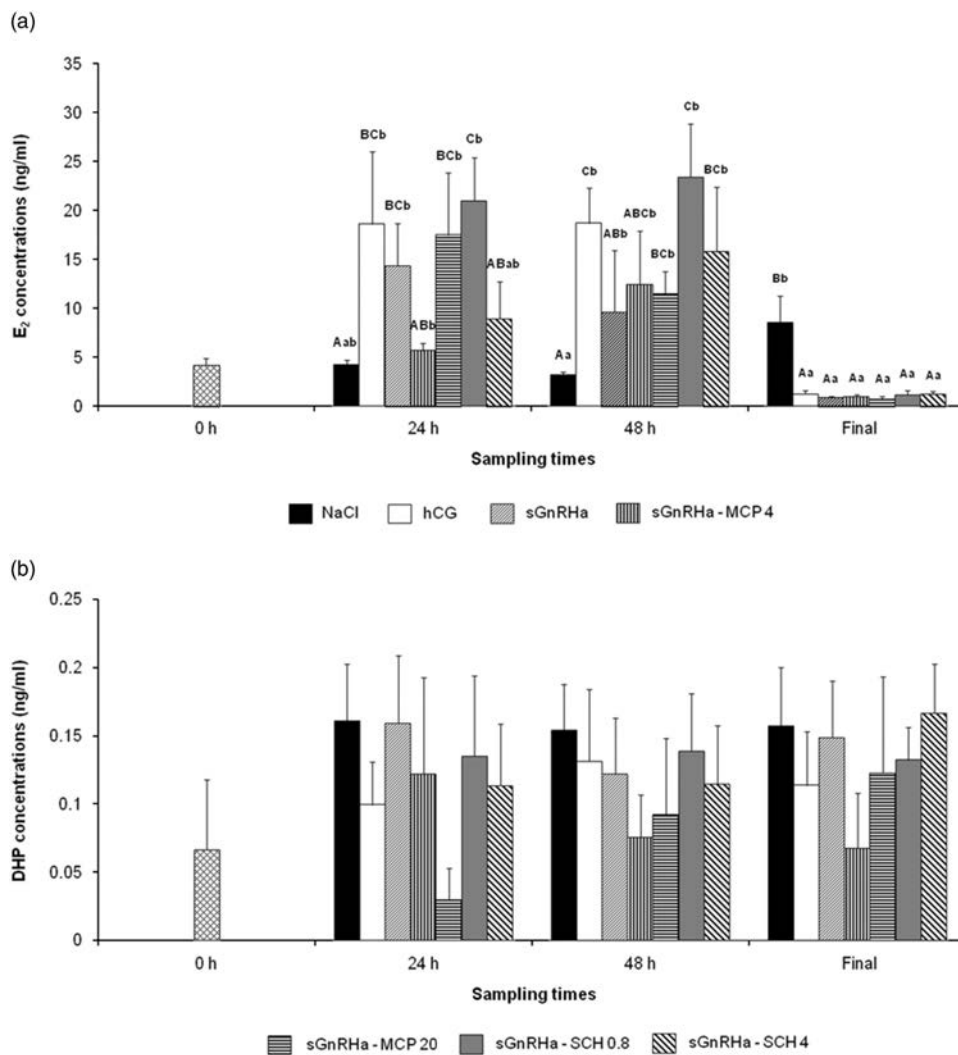 (a)
35
30
25
20
15
10
5
0
E₂ concentrations (ng/ml)
BCb
BCb
BCb
Cb
Aab
ABb
ABab
Cb
Cb
ABb
ABCb
BCb
BCb
Aa
Bb
Aa
Aa
Aa
Aa
Aa
Aa
0 h
24 h
48 h
Final
Sampling times
NaCl
hCG
sGnRHa
sGnRHa - MCP 4
(b)
0.25
0.2
0.15
0.1
0.05
0
DHP concentrations (ng/ml)
0 h
24 h
48 h
Final
Sampling times
sGnRHa - MCP 20
sGnRHa - SCH 0.8
sGnRHa - SCH 4